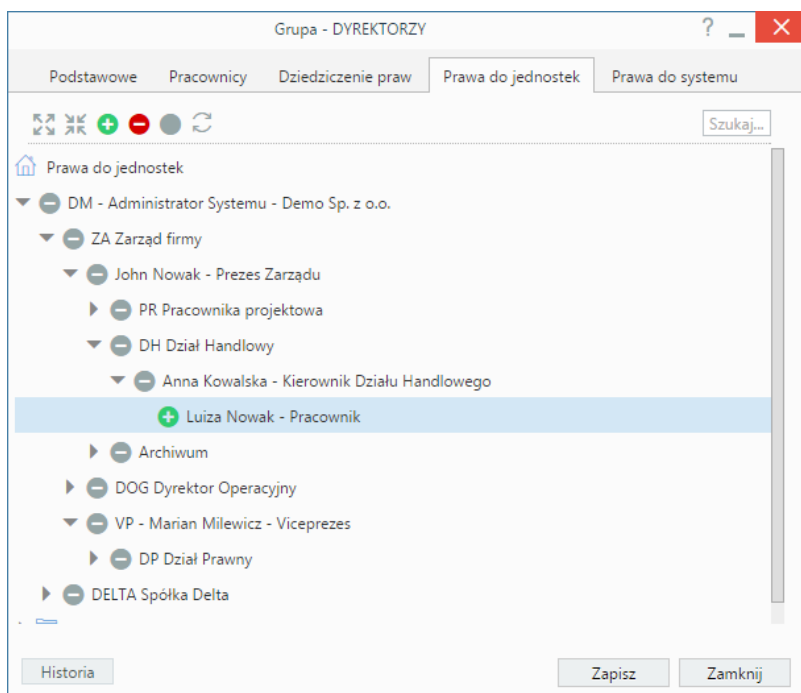 Grupa - DYREKTORZY
?
Podstawowe Pracownicy Dziedziczenie praw Prawa do jednostek Prawa do systemu
Szukaj...
Prawa do jednostek
DM - Administrator Systemu - Demo Sp. z o.o.
ZA Zarząd firmy
John Nowak - Prezes Zarządu
PR Pracownika projektowa
DH Dział Handlowy
Anna Kowalska - Kierownik Działu Handlowego
Luiza Nowak - Pracownik
Archiwum
DOG Dyrektor Operacyjny
VP - Marian Milewicz - Viceprezes
DP Dział Prawny
DELTA Spółka Delta
Historia Zapisz Zamknij